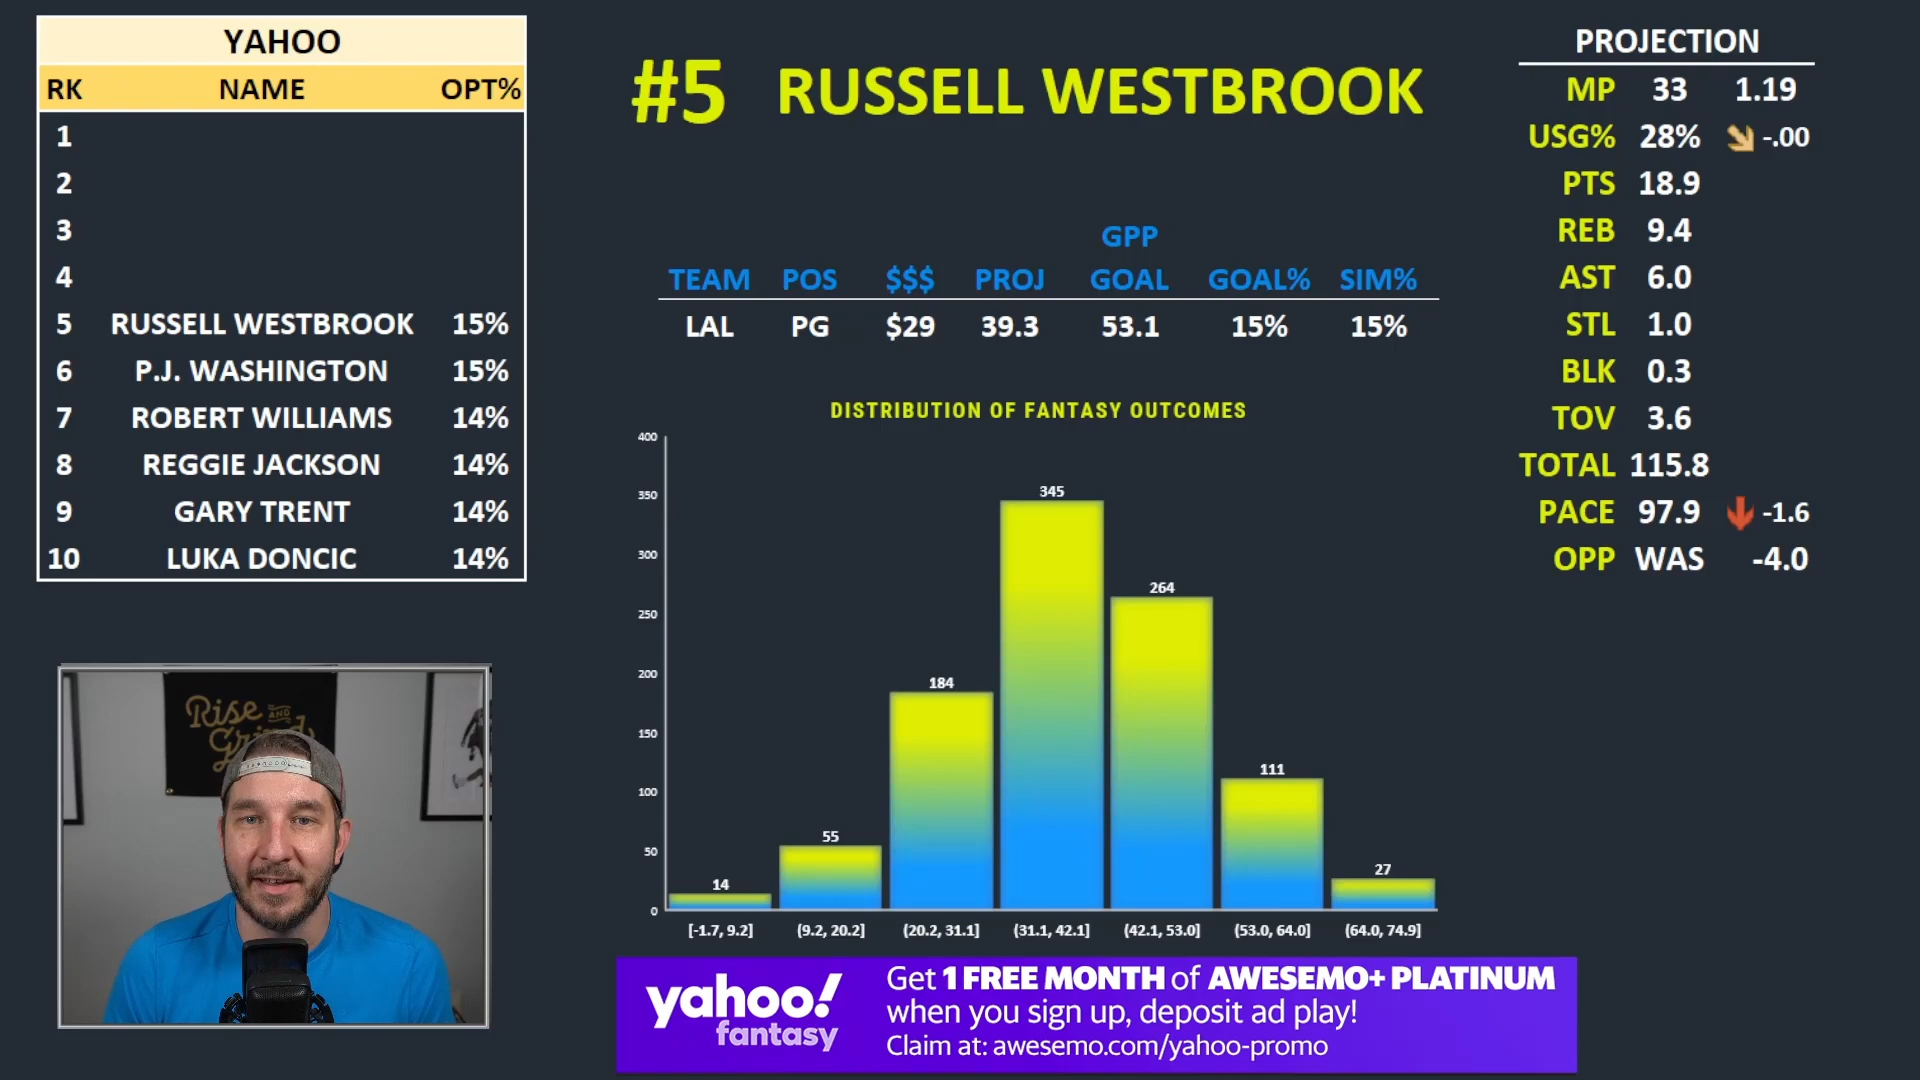 YAHOO
RK NAME OPT%
1
2
3
4
5 RUSSELL WESTBROOK 15%
6 P.J. WASHINGTON 15%
7 ROBERT WILLIAMS 14%
8 REGGIE JACKSON 14%
9 GARY TRENT 14%
10 LUKA DONCIC 14%
#5 RUSSELL WESTBROOK
GPP
TEAM POS $$$ PROJ GOAL GOAL% SIM%
LAL PG $29 39.3 53.1 15% 15%
DISTRIBUTION OF FANTASY OUTCOMES
400
350
300
250
200
150
100
50
0
14
55
184
345
264
111
27
[-1.7, 9.2] (9.2, 20.2] (20.2, 31.1] (31.1, 42.1] (42.1, 53.0] (53.0, 64.0] (64.0, 74.9]
PROJECTION
MP 33 1.19
USG% 28% -.00
PTS 18.9
REB 9.4
AST 6.0
STL 1.0
BLK 0.3
TOV 3.6
TOTAL 115.8
PACE 97.9 -1.6
OPP WAS -4.0
Rise AND
Grind
yahoo!
fantasy
Get 1 FREE MONTH of AWESEMO+ PLATINUM
when you sign up, deposit ad play!
Claim at: awesemo.com/yahoo-promo